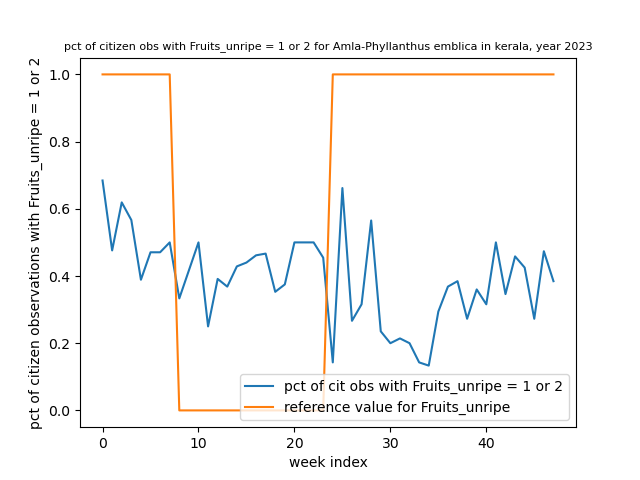 pct of citizen obs with Fruits_unripe = 1 or 2 for Amla-Phyllanthus emblica in kerala, year 2023
pct of citizen observations with Fruits_unripe = 1 or 2
1.0
0.8
0.6
0.4
0.2
0.0
pct of cit obs with Fruits_unripe = 1 or 2
reference value for Fruits_unripe
0 10 20 30 40
week index